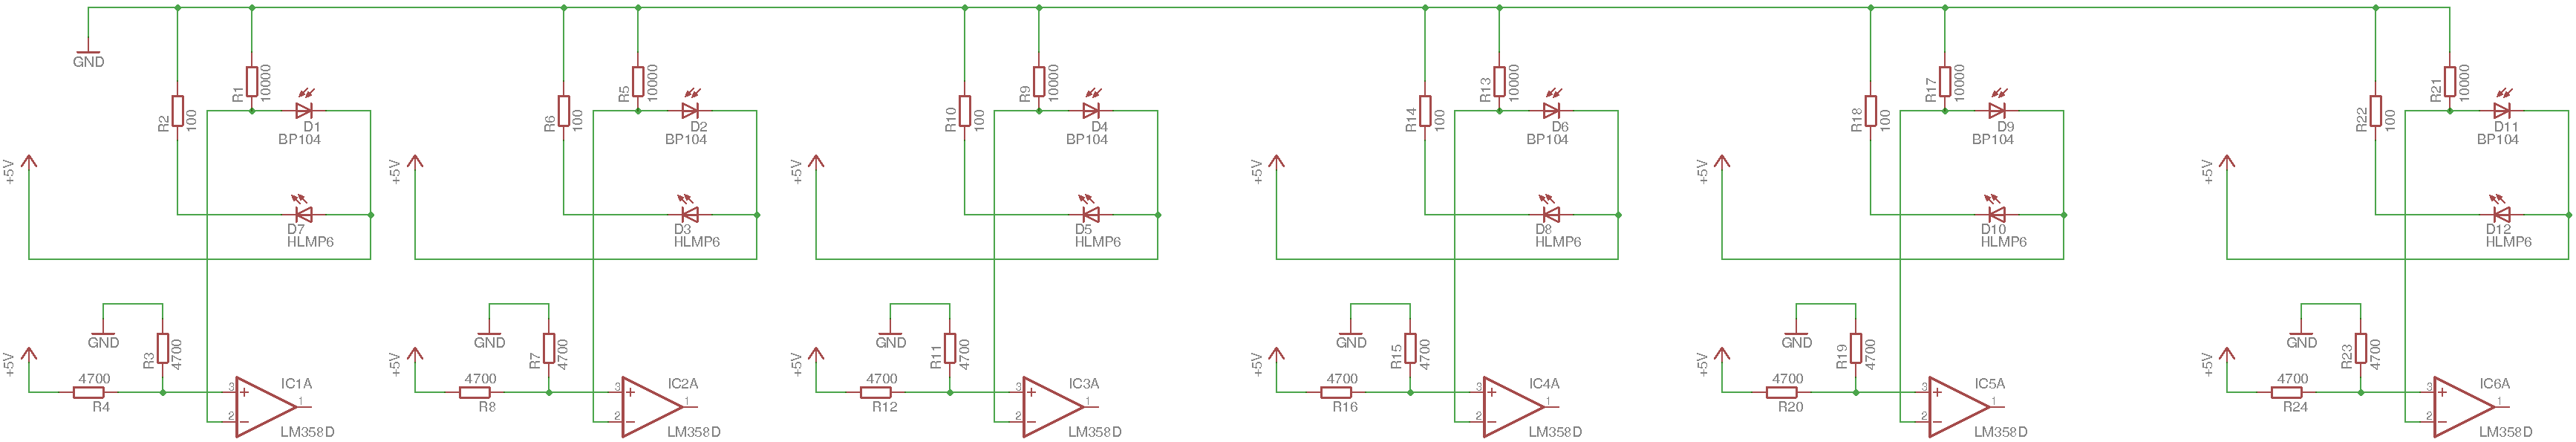 GND
R2
100
R1
10000
D1
BP104
+5V
D7
HLMP6
+5V
GND
R3
4700
4700
R4
3
2
1
+
-
IC1A
LM358D
R6
100
R5
10000
D2
BP104
+5V
D3
HLMP6
+5V
GND
R7
4700
4700
R8
3
2
1
+
-
IC2A
LM358D
R10
100
R9
10000
D4
BP104
+5V
D5
HLMP6
+5V
GND
R11
4700
4700
R12
3
2
1
+
-
IC3A
LM358D
R14
100
R13
10000
D6
BP104
+5V
D8
HLMP6
+5V
GND
R15
4700
4700
R16
3
2
1
+
-
IC4A
LM358D
R18
100
R17
10000
D9
BP104
+5V
D10
HLMP6
+5V
GND
R19
4700
4700
R20
3
2
1
+
-
IC5A
LM358D
R22
100
R21
10000
D11
BP104
+5V
D12
HLMP6
+5V
GND
R23
4700
4700
R24
3
2
1
+
-
IC6A
LM358D